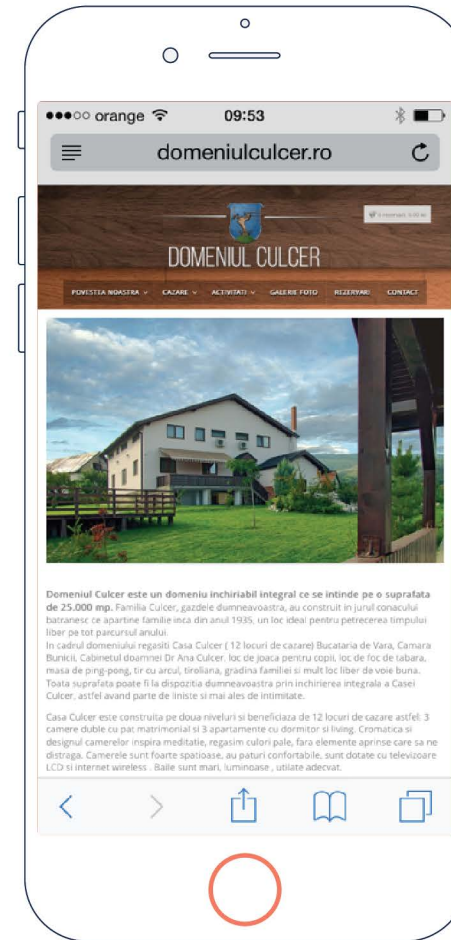 orange 09:53
domeniulculcer.ro
DOMENIUL CULCER
POVESTEA NOASTRA CAZARE ACTIVITATI GALERIE FOTO REZERVARI CONTACT
Domeniul Culcer este un domeniu inchiriabil integral ce se intinde pe o suprafata
de 25.000 mp. Familia Culcer, gazdele dumneavoastra, au construit in jurul conacului
batranesc ce apartine familie inca din anul 1935, un loc ideal pentru petrecerea timpului
liber pe tot parcursul anului.
In cadrul domeniului regasiti Casa Culcer ( 12 locuri de cazare) Bucataria de Vara, Camara
Bunicii, Cabinetul doamnei Dr Ana Culcer, loc de joaca pentru copii, loc de foc de tabara,
masa de ping-pong, tir cu arcul, tiroliana, gradina familiei si mult loc liber de voie buna.
Toata suprafata poate fi la dispozitia dumneavoastra prin inchirierea integrala a Casei
Culcer, astfel avand parte de liniste si mai ales de intimitate.
Casa Culcer este construita pe doua niveluri si beneficiaza de 12 locuri de cazare astfel: 3
camere duble cu pat matrimonial si 3 apartamente cu dormitor si living. Cromatica si
designul camerelor inspira meditatie, regasim culori pale, fara elemente aprinse care sa ne
distraga. Camerele sunt foarte spatioase, au paturi confortabile, sunt dotate cu televizoare
LCD si internet wireless . Baile sunt mari, luminoase , utilate adecvat.